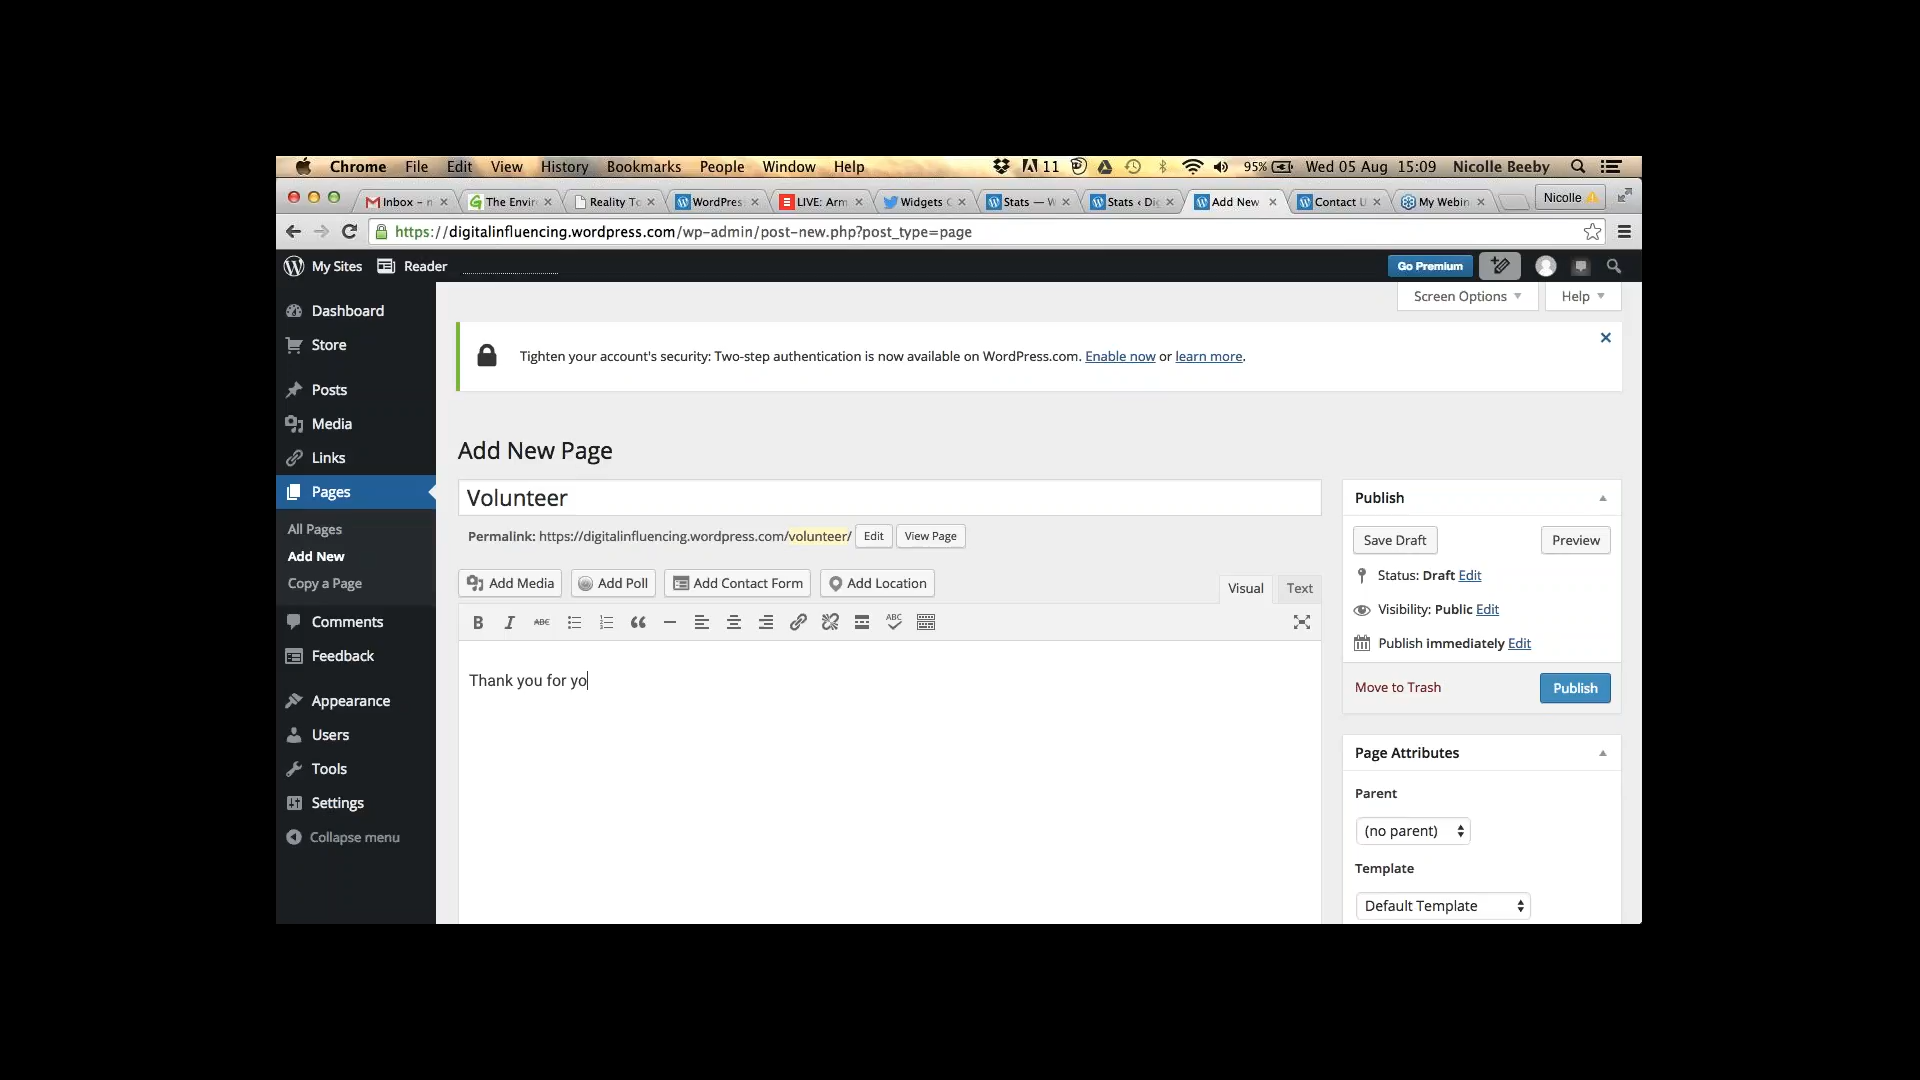 Chrome File Edit View History Bookmarks People Window Help 11 95% Wed 05 Aug 15:09 Nicolle Beeby
Inbox – n The Envir Reality To WordPres LIVE: Arm Widgets Stats — W Stats ‹ Di Add New Contact U My Webin Nicolle
https://digitalinfluencing.wordpress.com/wp-admin/post-new.php?post_type=page
My Sites Reader Go Premium
Screen Options Help
Dashboard
Store
Posts
Media
Links
Pages
All Pages
Add New
Copy a Page
Comments
Feedback
Appearance
Users
Tools
Settings
Collapse menu
Tighten your account's security: Two-step authentication is now available on WordPress.com. Enable now or learn more.
Add New Page
Volunteer
Permalink: https://digitalinfluencing.wordpress.com/volunteer/ Edit View Page
Add Media Add Poll Add Contact Form Add Location Visual Text
B I ABC ABC
Thank you for yo
Publish
Save Draft Preview
Status: Draft Edit
Visibility: Public Edit
Publish immediately Edit
Move to Trash Publish
Page Attributes
Parent
(no parent)
Template
Default Template